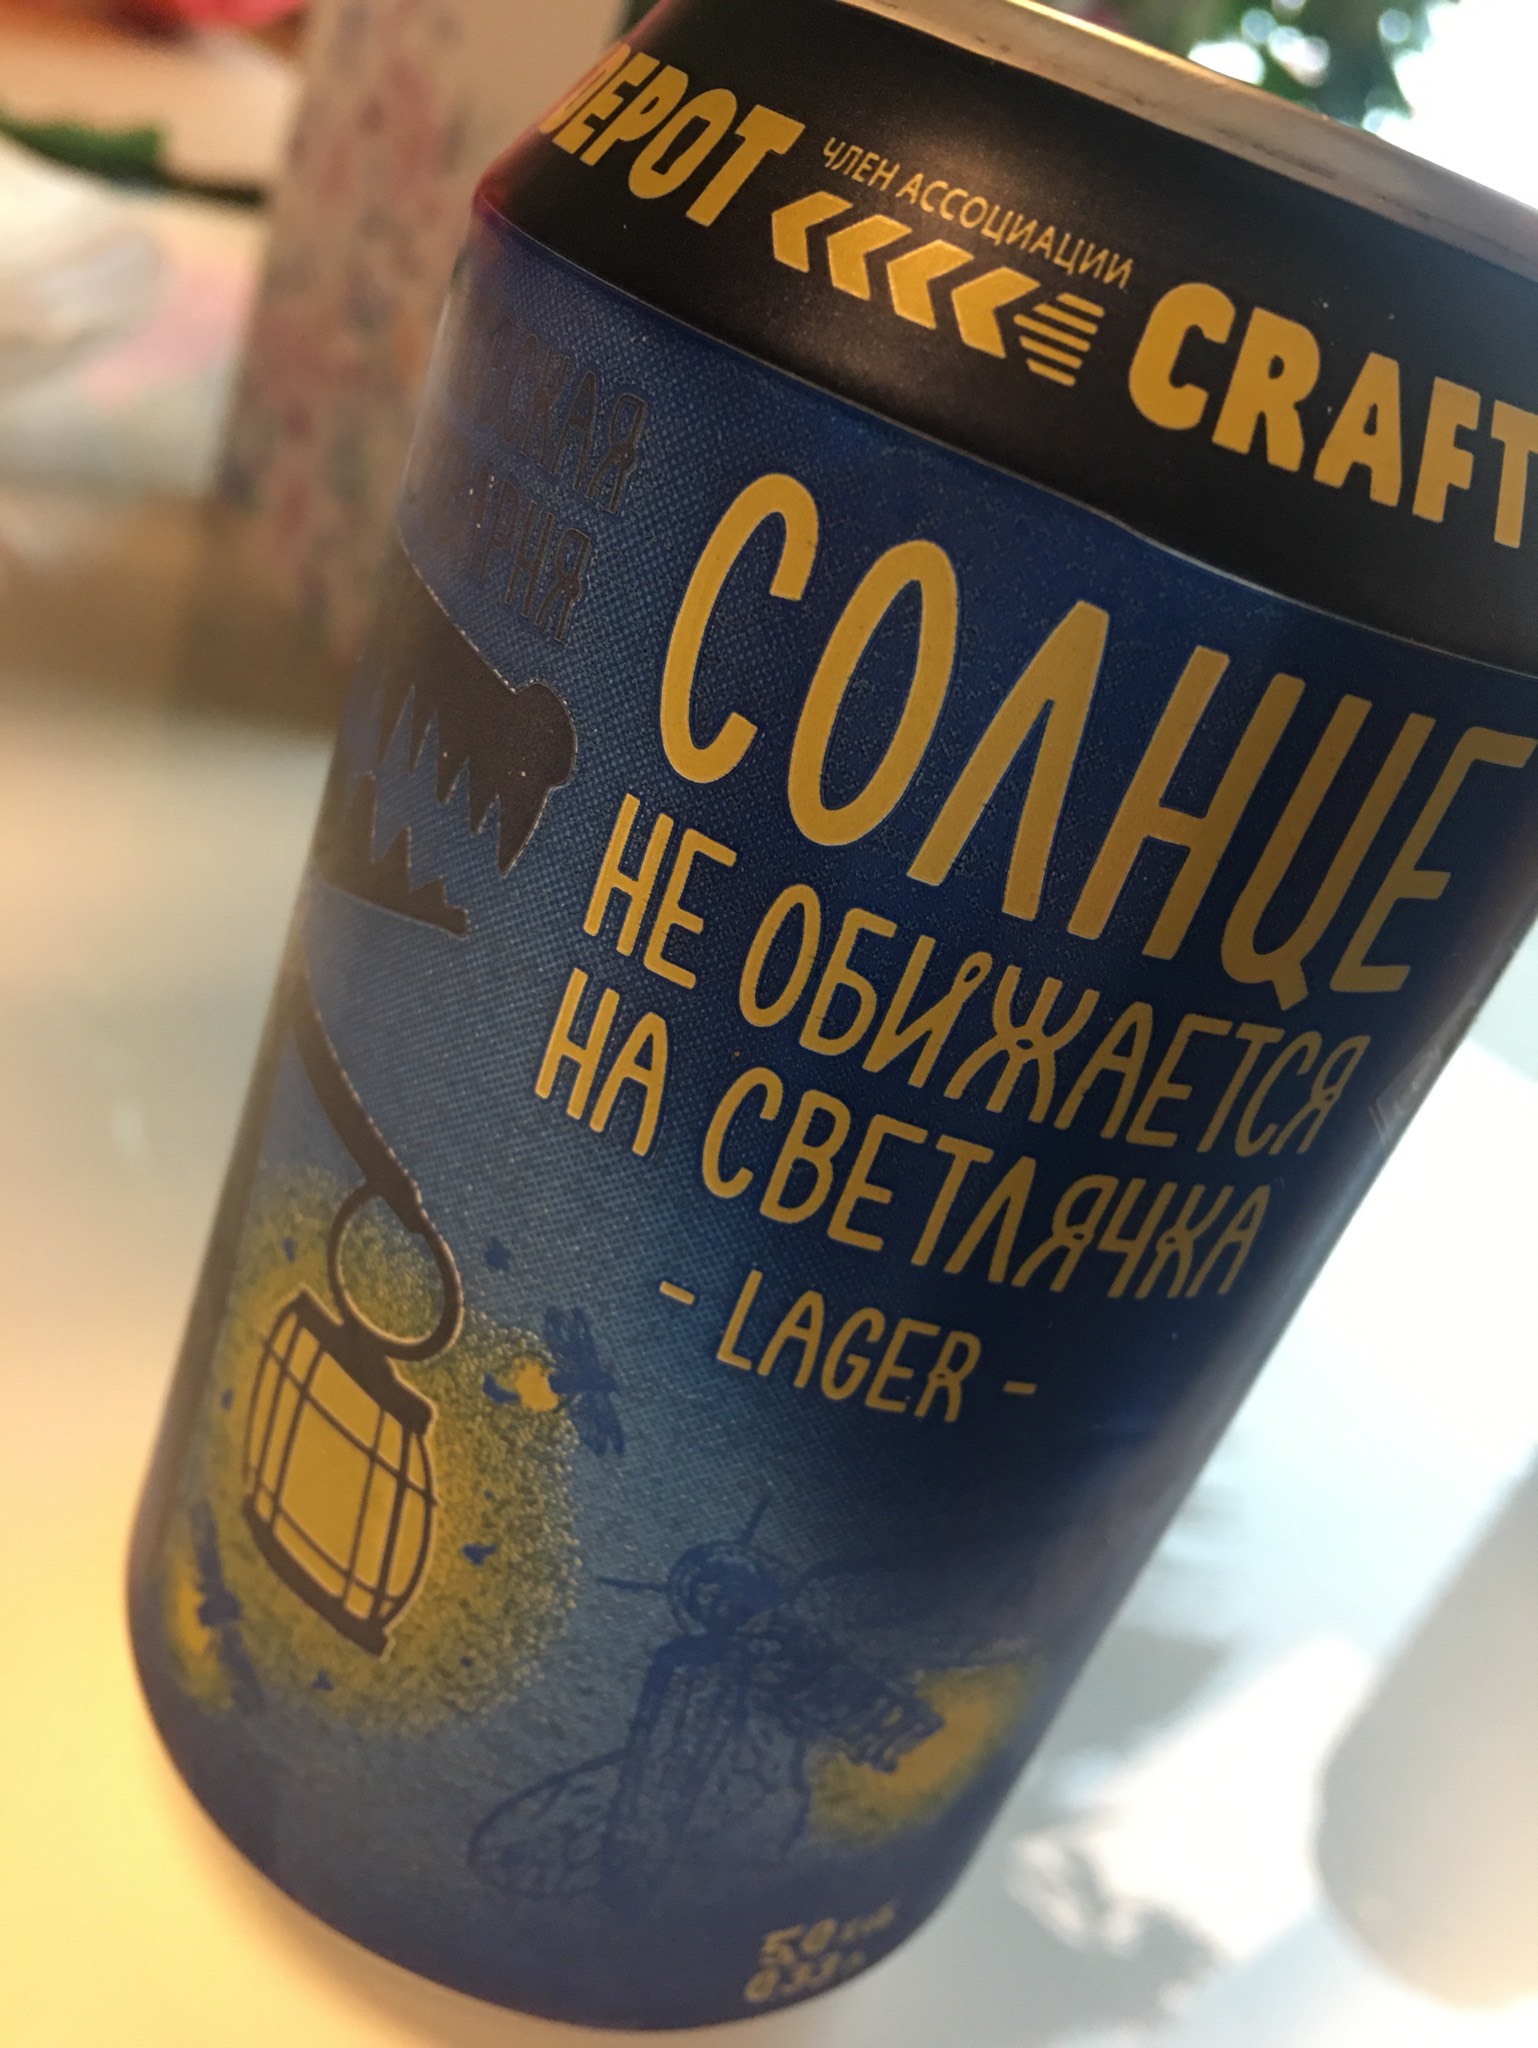 DEPOT
ЧЛЕН АССОЦИАЦИИ
CRAFT
СОЛНЦЕ
НЕ ОБИЖАЕТСЯ
НА СВЕТЛЯЧКА
- LAGER -